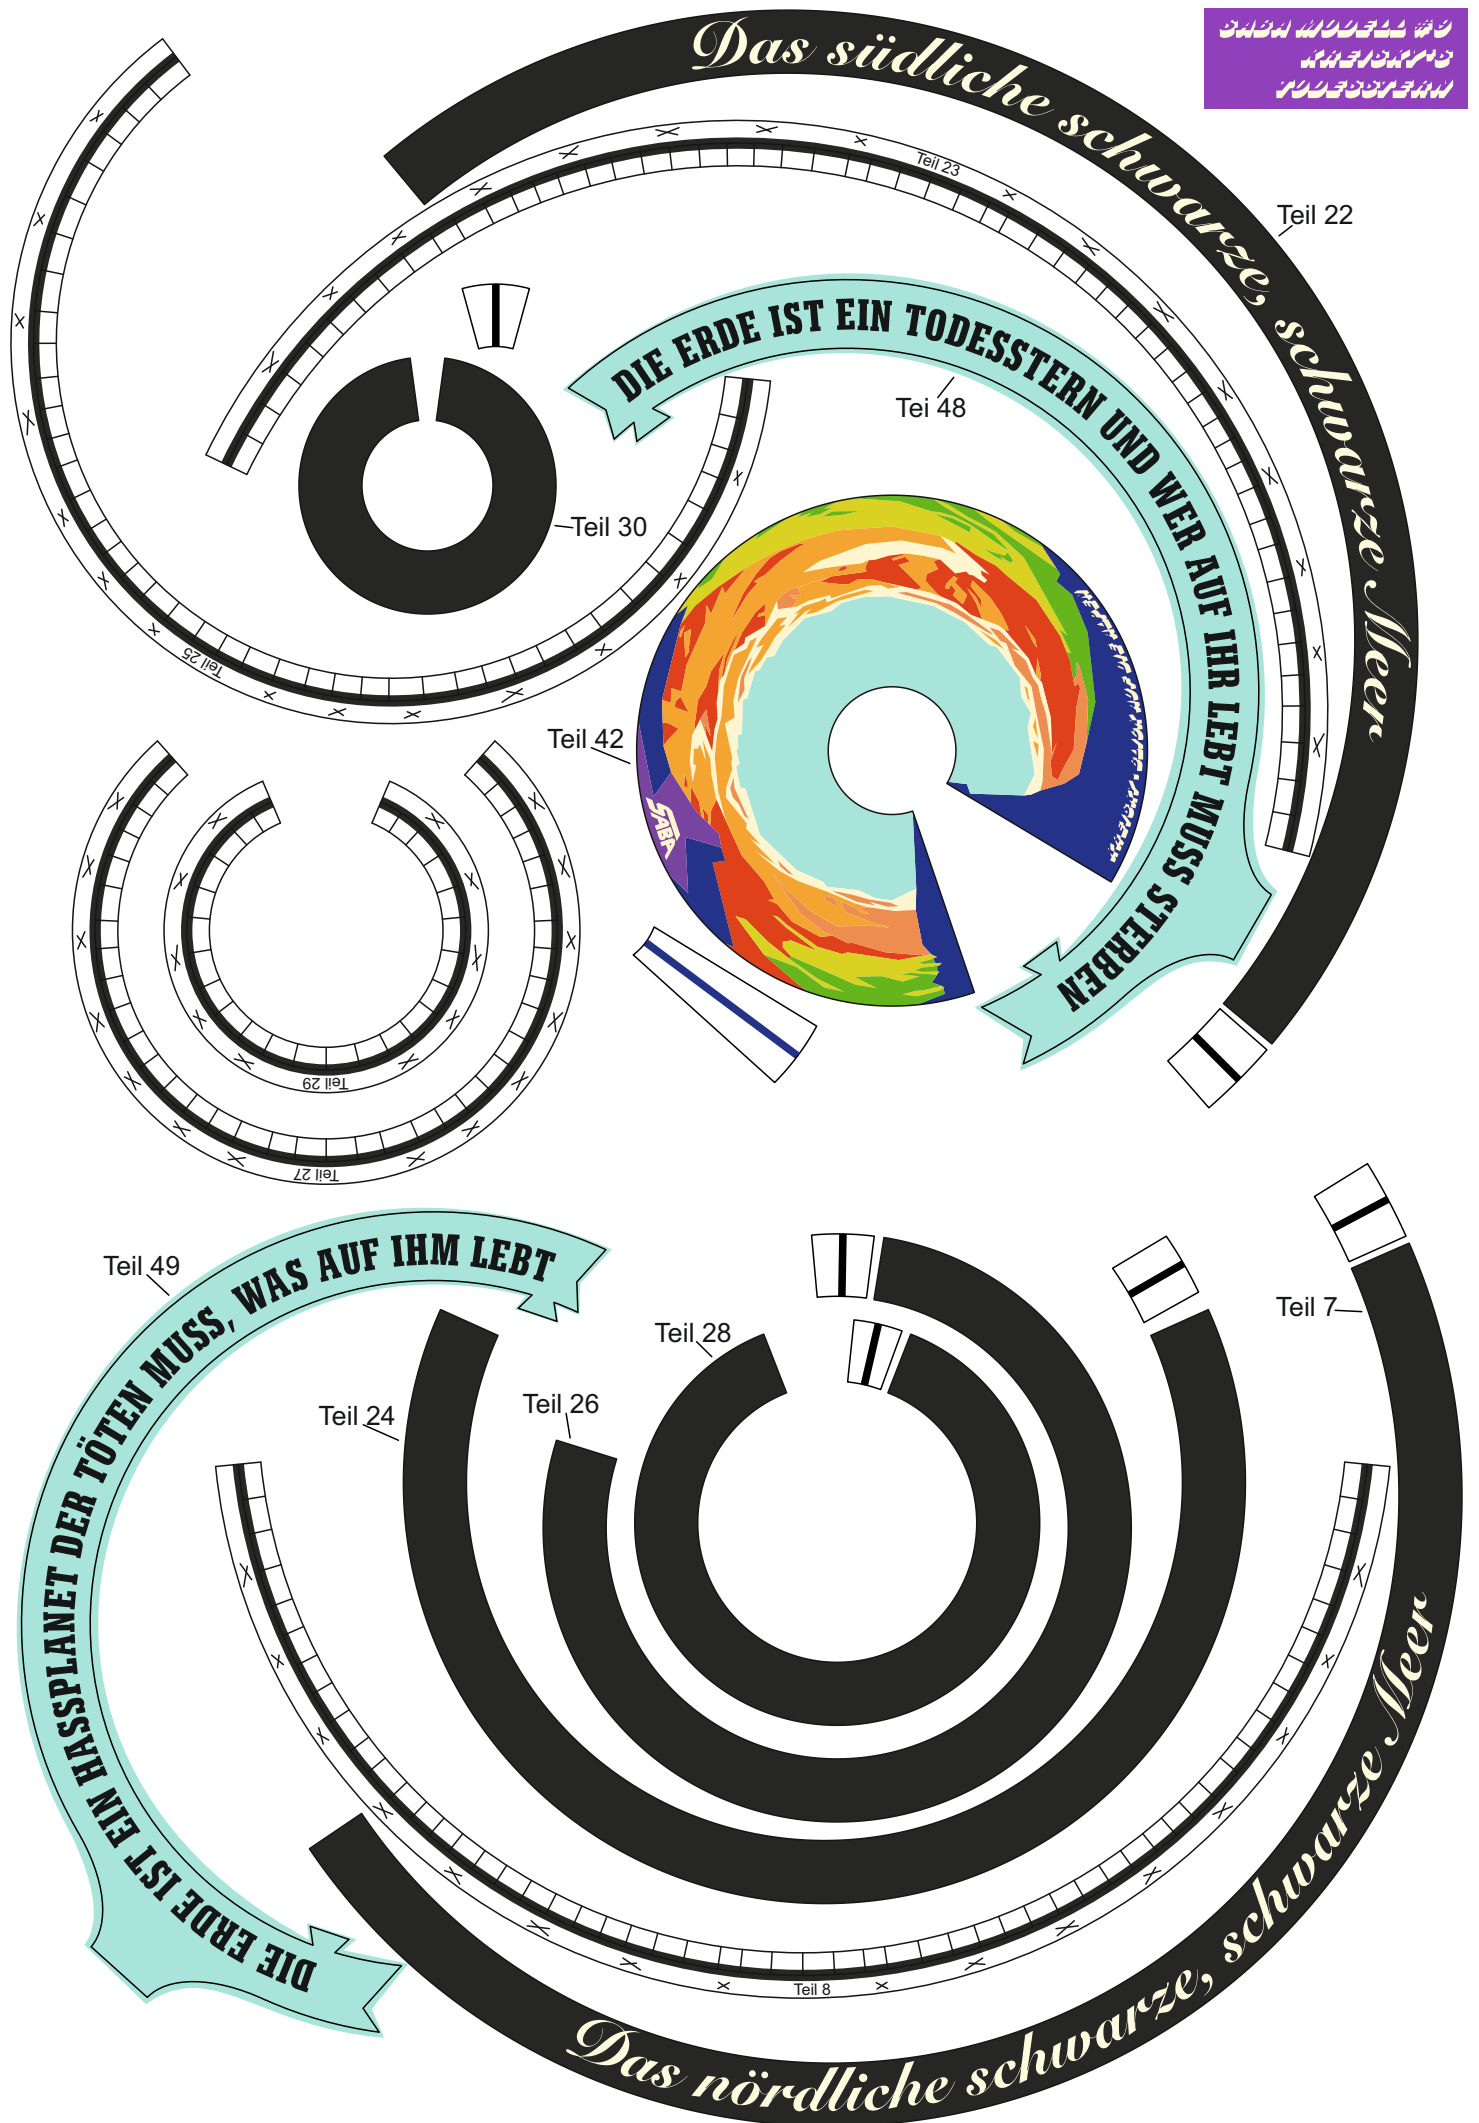 SABA MODELL #9
KREISKY'S
TODESSTERN
Das südliche schwarze, schwarze Meer
Teil 23
Teil 22
DIE ERDE IST EIN TODESSTERN UND WER AUF IHR LEBT MUSS STERBEN
Tei 48
Teil 30
Teil 25
Teil 42
SABA
Teil 29
Teil 27
Teil 49
DIE ERDE IST EIN HASSPLANET DER TÖTEN MUSS, WAS AUF IHM LEBT
Teil 7
Teil 28
Teil 26
Teil 24
Teil 8
Das nördliche schwarze, schwarze Meer